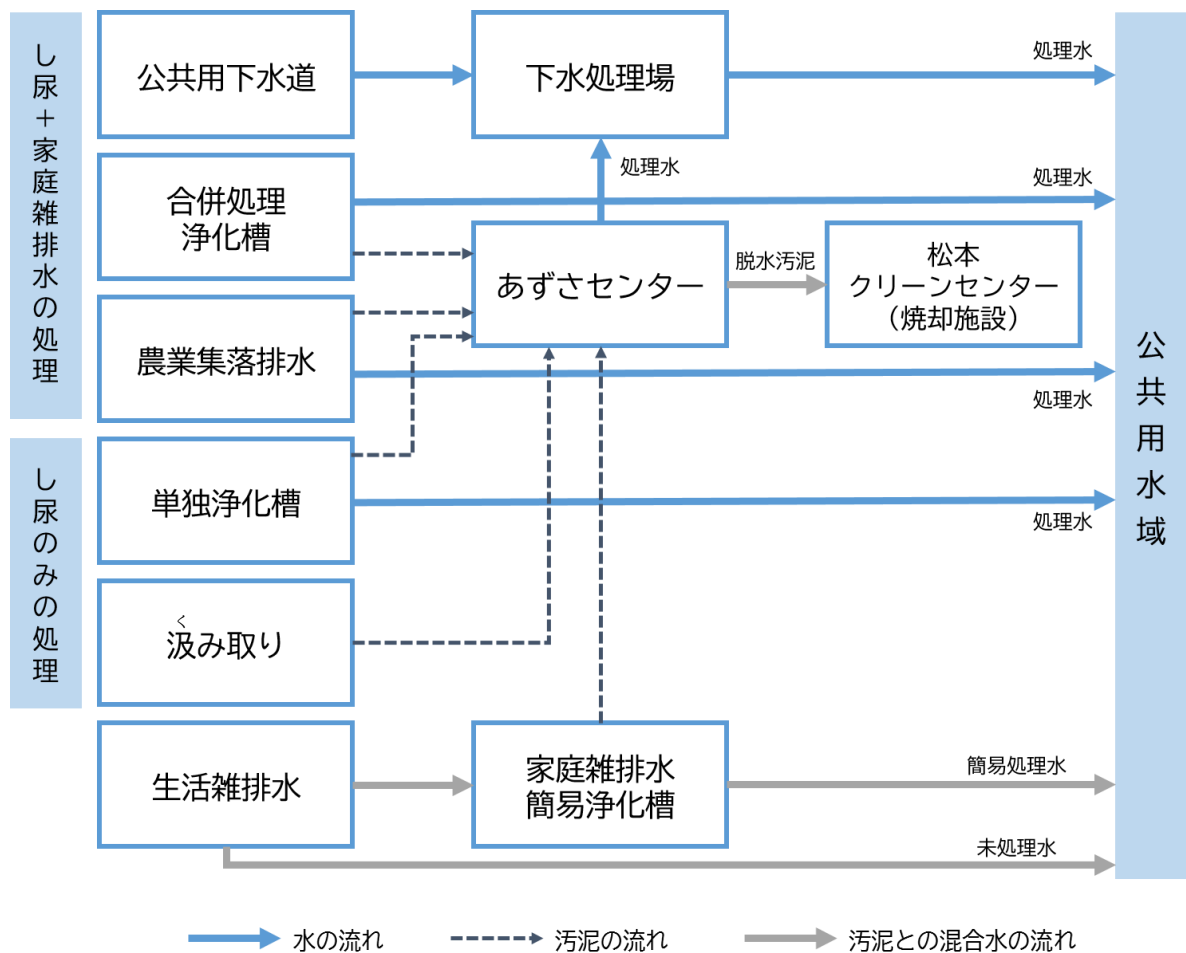 し尿＋家庭雑排水の処理
公共用下水道
下水処理場
処理水
処理水
合併処理
浄化槽
処理水
あずさセンター
脱水汚泥
松本
クリーンセンター
（焼却施設）
農業集落排水
処理水
し尿のみの処理
単独浄化槽
処理水
く
汲み取り
生活雑排水
家庭雑排水
簡易浄化槽
簡易処理水
未処理水
公共用水域
水の流れ
汚泥の流れ
汚泥との混合水の流れ